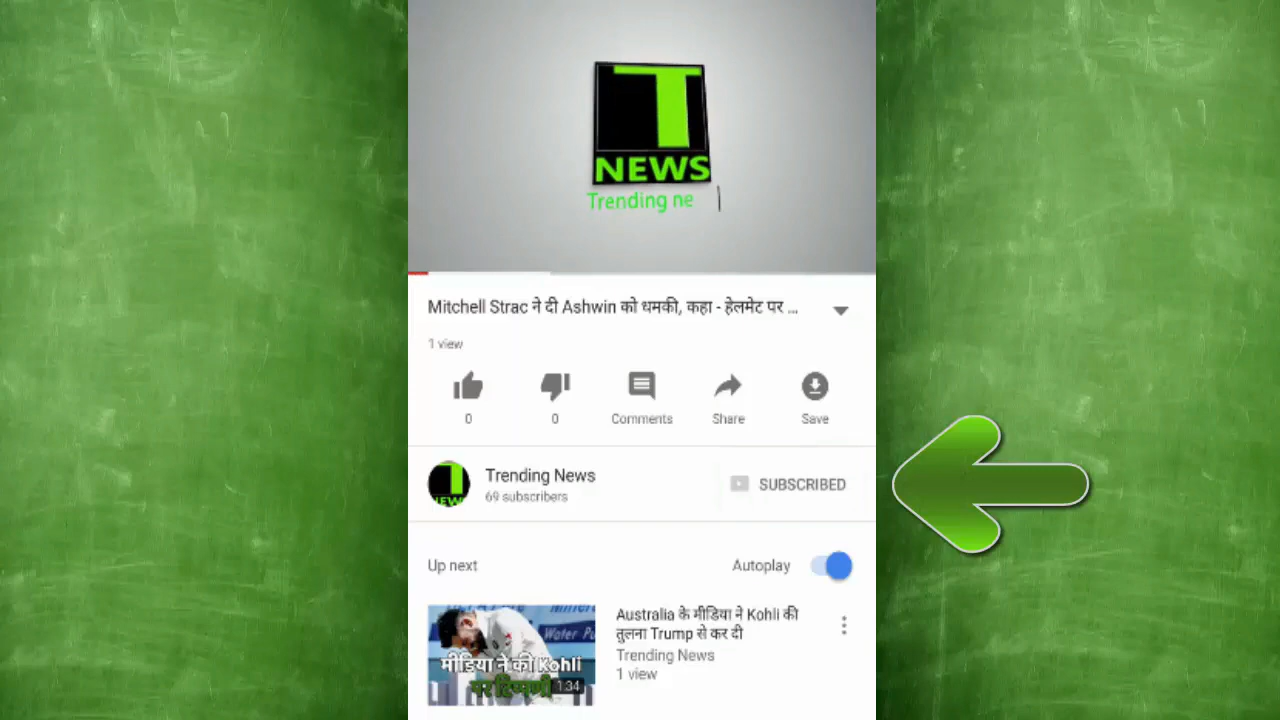 T
NEWS
Trending ne
Mitchell Strac ने दी Ashwin को धमकी, कहा - हेलमेट पर ...
1 view
0
0
Comments
Share
Save
T
NEWS
Trending News
69 subscribers
SUBSCRIBED
Up next
Autoplay
Australia के मीडिया ने Kohli की
तुलना Trump से कर दी
Trending News
1 view
Water
मीडिया ने की Kohli
पर टिप्पणी
1:34